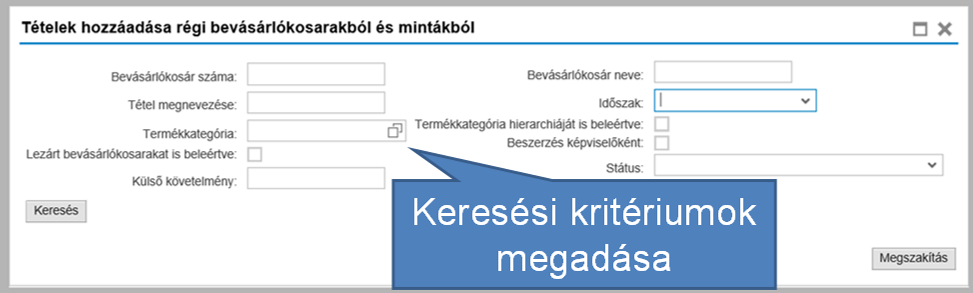 Tételek hozzáadása régi bevásárlókosarakból és mintákból
Bevásárlókosár száma:
Bevásárlókosár neve:
Tétel megnevezése:
Időszak:
Termékkategória:
Termékkategória hierarchiáját is beleértve:
Lezárt bevásárlókosarakat is beleértve:
Beszerzés képviselőként:
Külső követelmény:
Státus:
Keresés
Keresési kritériumok
megadása
Megszakítás